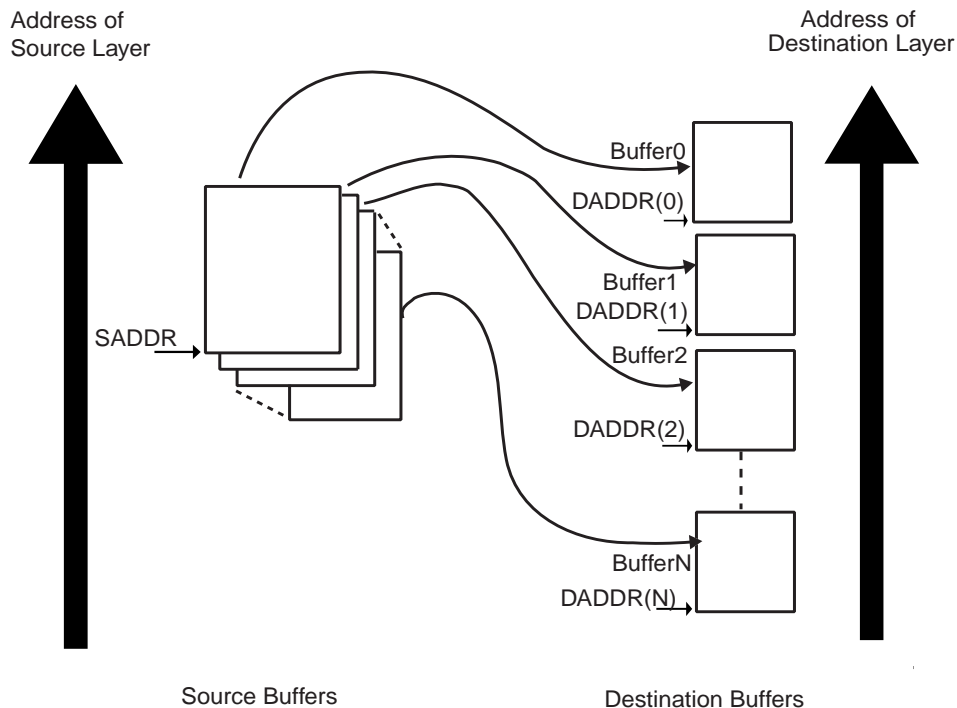 Address of
Source Layer
Address of
Destination Layer
Buffer0
DADDR(0)
Buffer1
DADDR(1)
SADDR
Buffer2
DADDR(2)
BufferN
DADDR(N)
Source Buffers
Destination Buffers